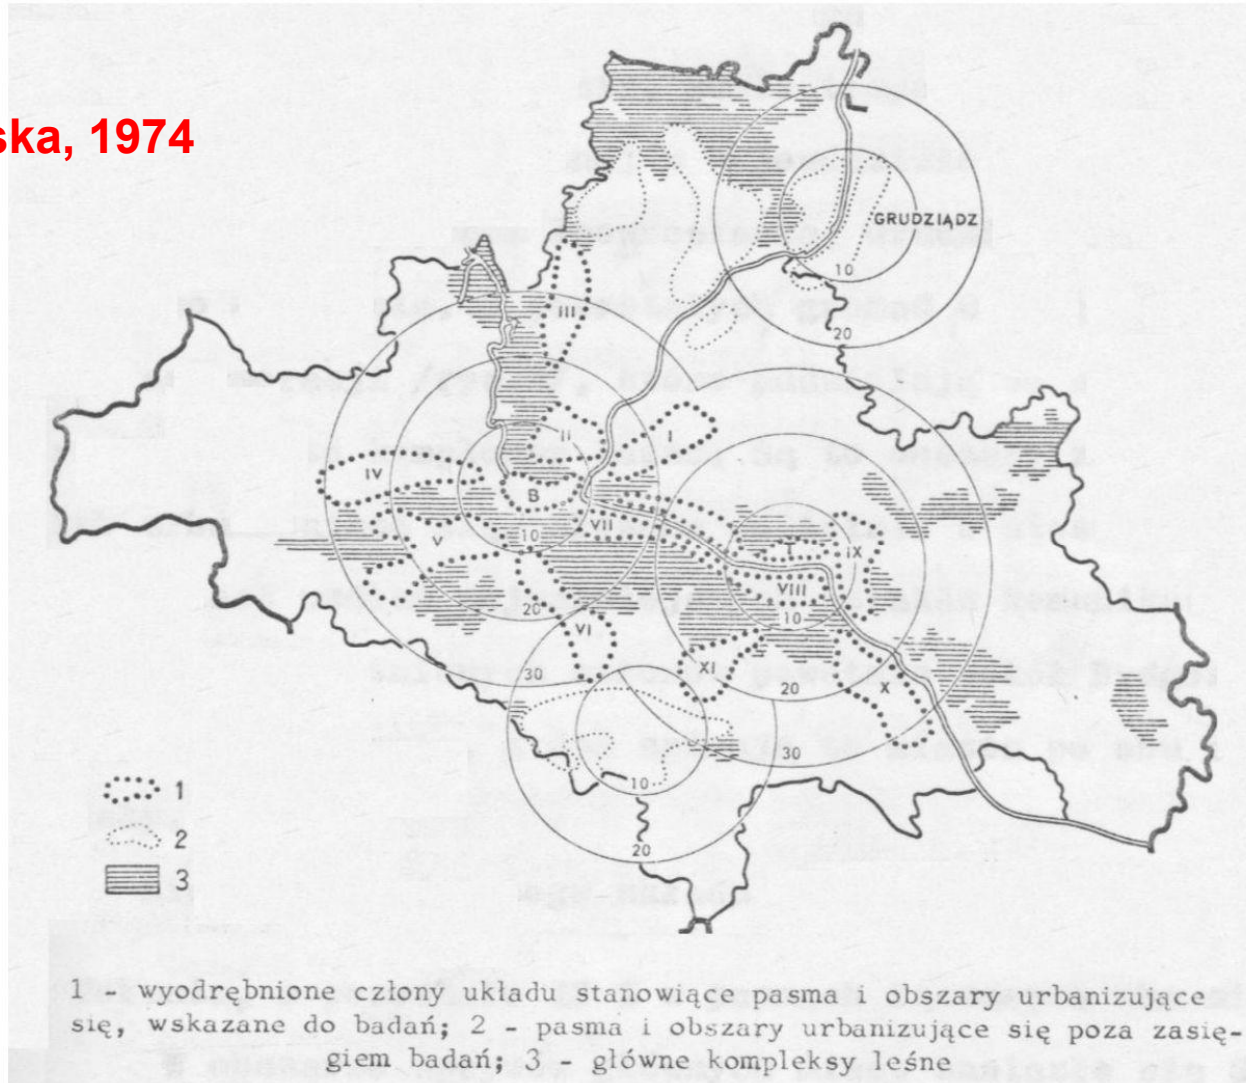 ska, 1974
GRUDZIĄDZ
10
20
III
II
I
IV
B
10
VII
V
I
IX
VIII
20
10
VI
XI
30
20
X
30
10
20
1
2
3
1 - wyodrębnione człony układu stanowiące pasma i obszary urbanizujące
się, wskazane do badań; 2 - pasma i obszary urbanizujące się poza zasię-
giem badań; 3 - główne kompleksy leśne